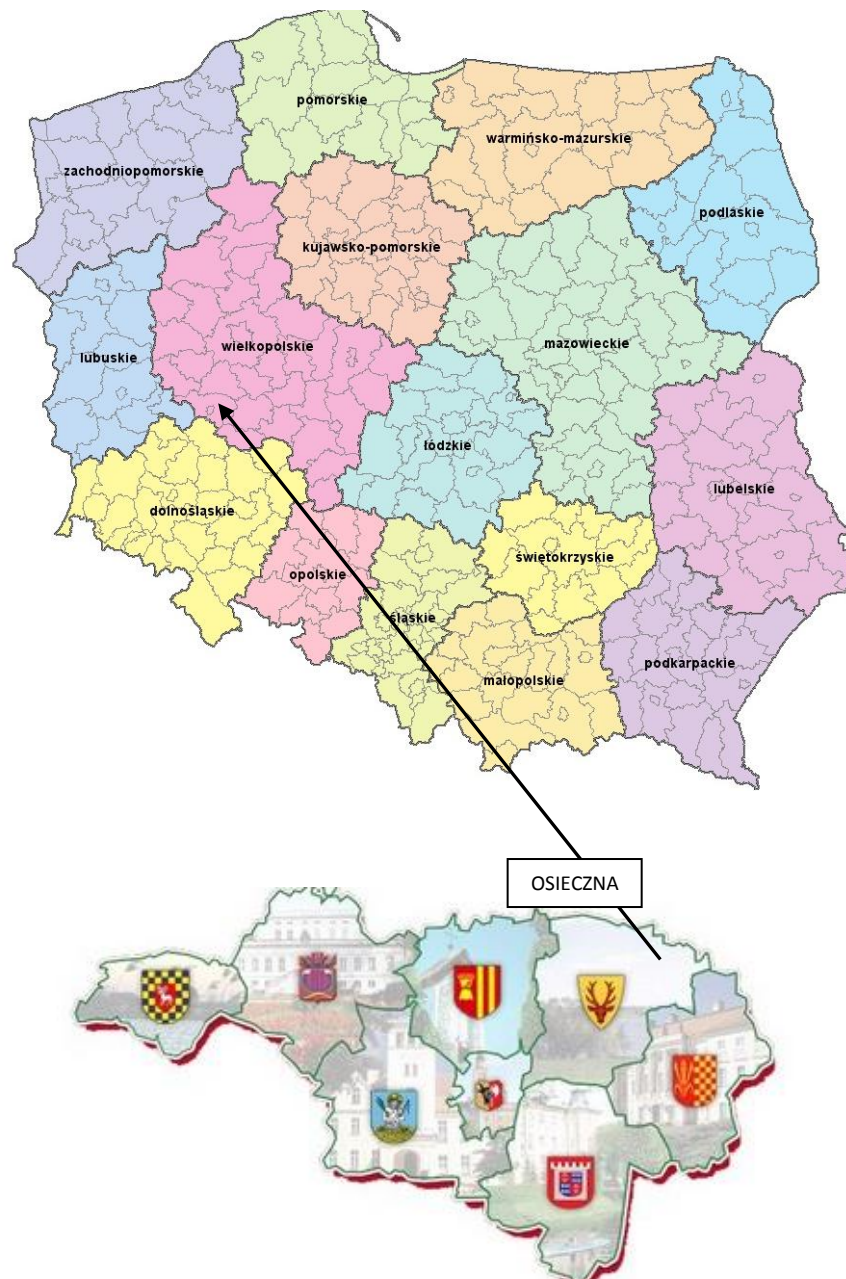 pomorskie
warmińsko-mazurskie
zachodniopomorskie
podlaskie
kujawsko-pomorskie
wielkopolskie
mazowieckie
lubuskie
łódzkie
lubelskie
dolnośląskie
świętokrzyskie
opolskie
śląskie
podkarpackie
małopolskie
OSIECZNA